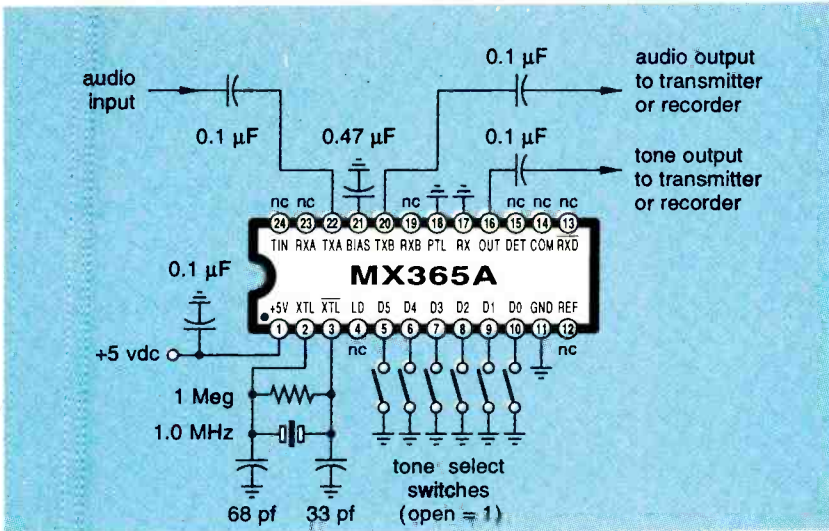 audio
input
0.1 µF
0.47 µF
0.1 µF
audio output
to transmitter
or recorder
0.1 µF
tone output
to transmitter
or recorder
nc nc nc nc nc nc
24 23 22 21 20 19 18 17 16 15 14 13
TIN RXA TXA BIAS TXB RXB PTL RX OUT DET COM RXD
MX365A
+5V XTL XTL LD D5 D4 D3 D2 D1 D0 GND REF
1 2 3 4 5 6 7 8 9 10 11 12
nc nc
0.1 µF
+5 vdc
1 Meg
1.0 MHz
68 pf 33 pf
tone select
switches
(open = 1)